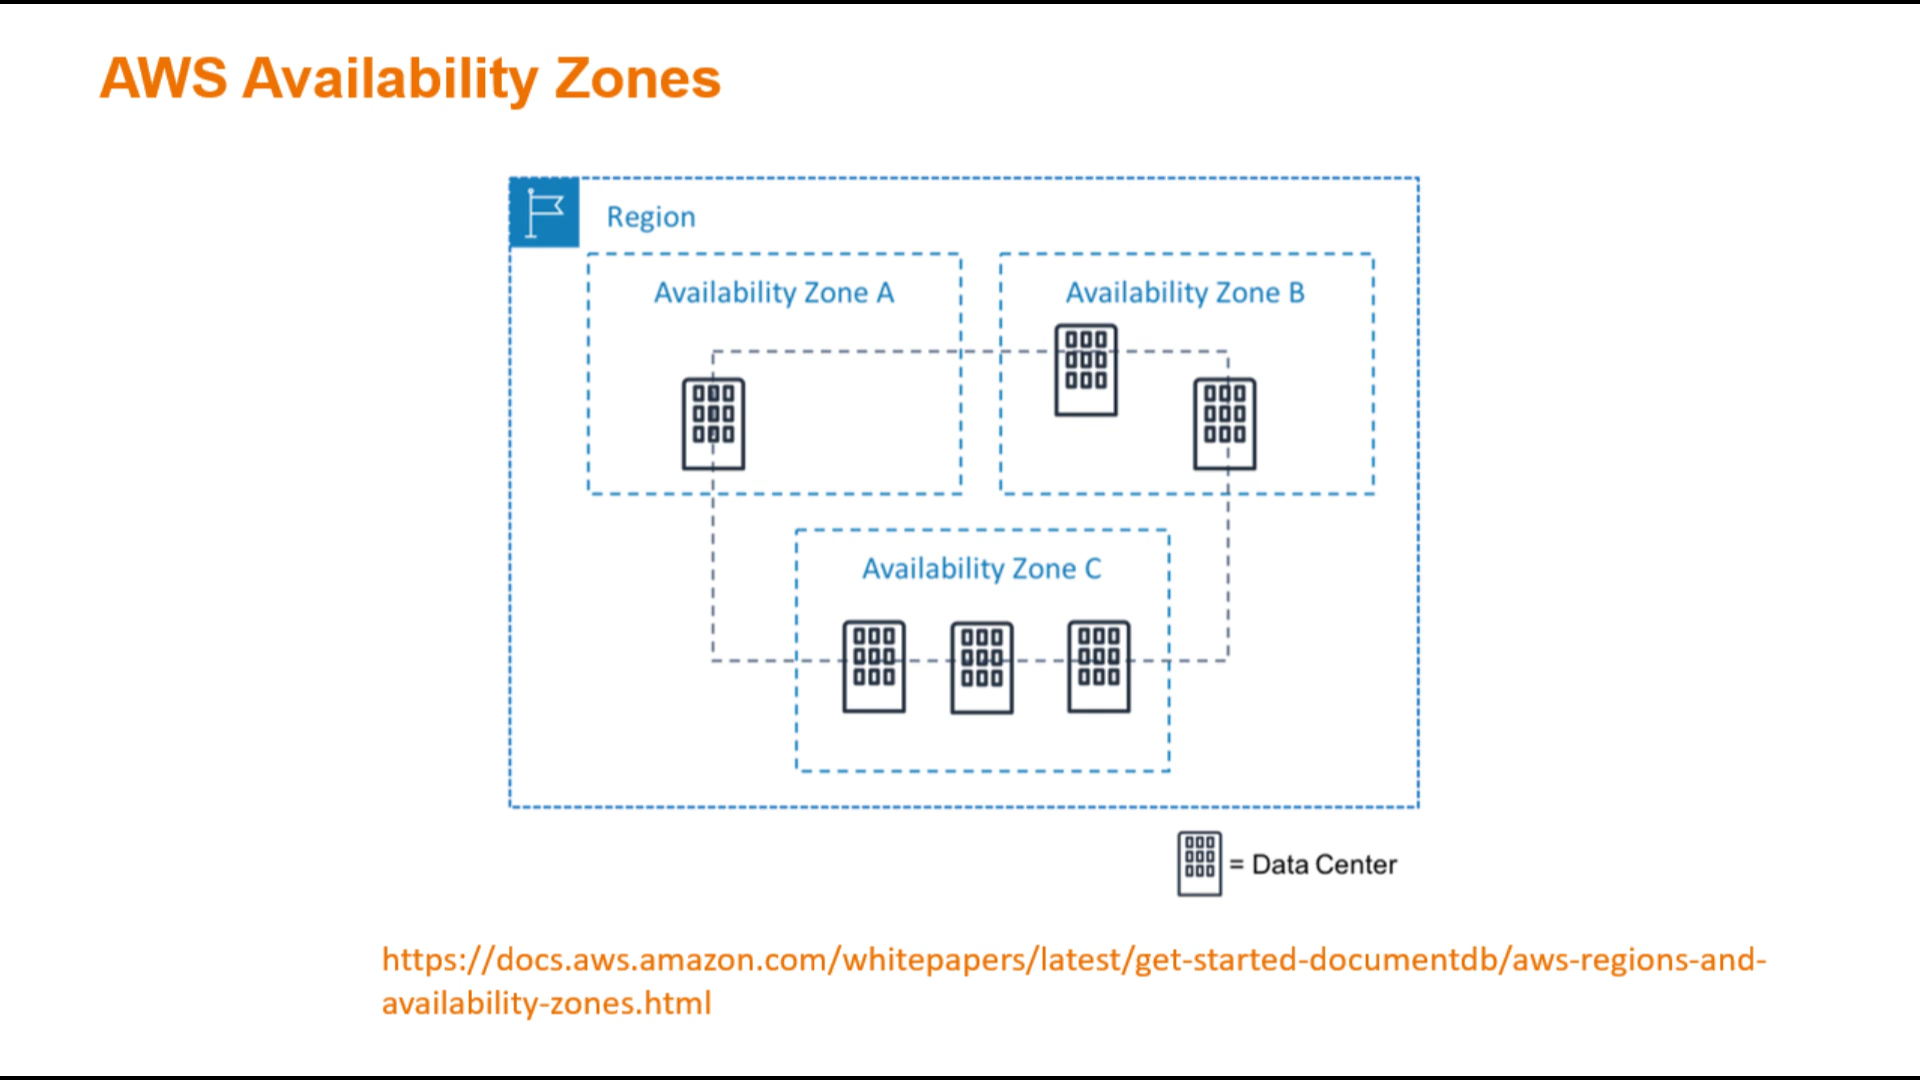 AWS Availability Zones
Region
Availability Zone A
Availability Zone B
Availability Zone C
= Data Center
https://docs.aws.amazon.com/whitepapers/latest/get-started-documentdb/aws-regions-and-
availability-zones.html